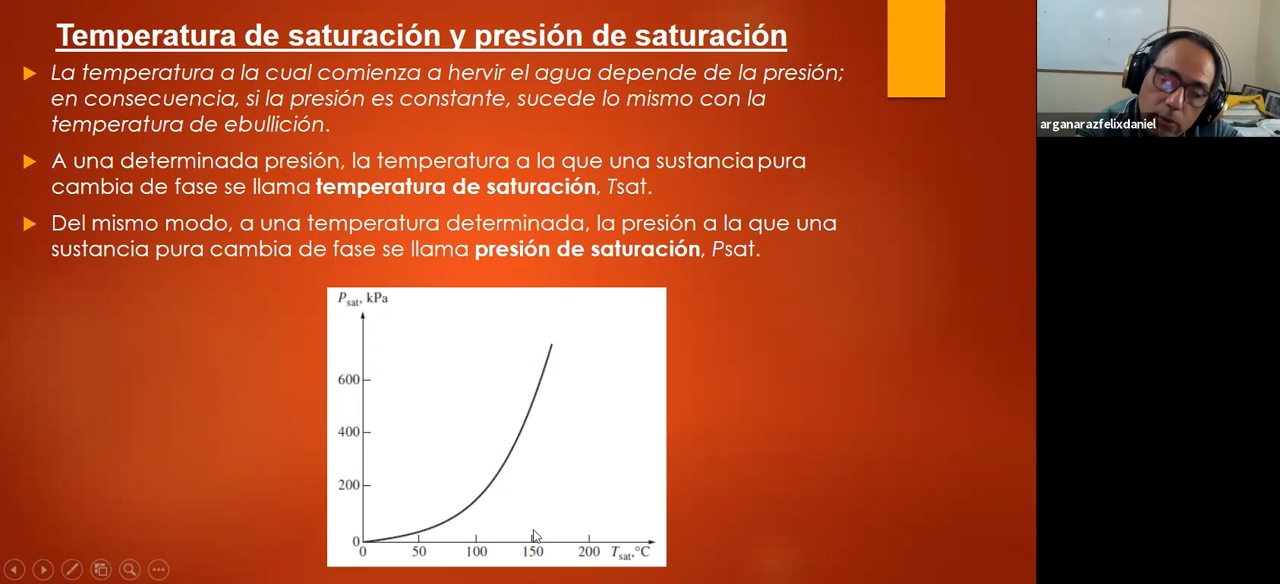 Temperatura de saturación y presión de saturación
La temperatura a la cual comienza a hervir el agua depende de la presión;
en consecuencia, si la presión es constante, sucede lo mismo con la
temperatura de ebullición.
A una determinada presión, la temperatura a la que una sustancia pura
cambia de fase se llama temperatura de saturación, Tsat.
Del mismo modo, a una temperatura determinada, la presión a la que una
sustancia pura cambia de fase se llama presión de saturación, Psat.
Psat, kPa
600
400
200
0
0 50 100 150 200 Tsat,°C
arganarazfelixdaniel